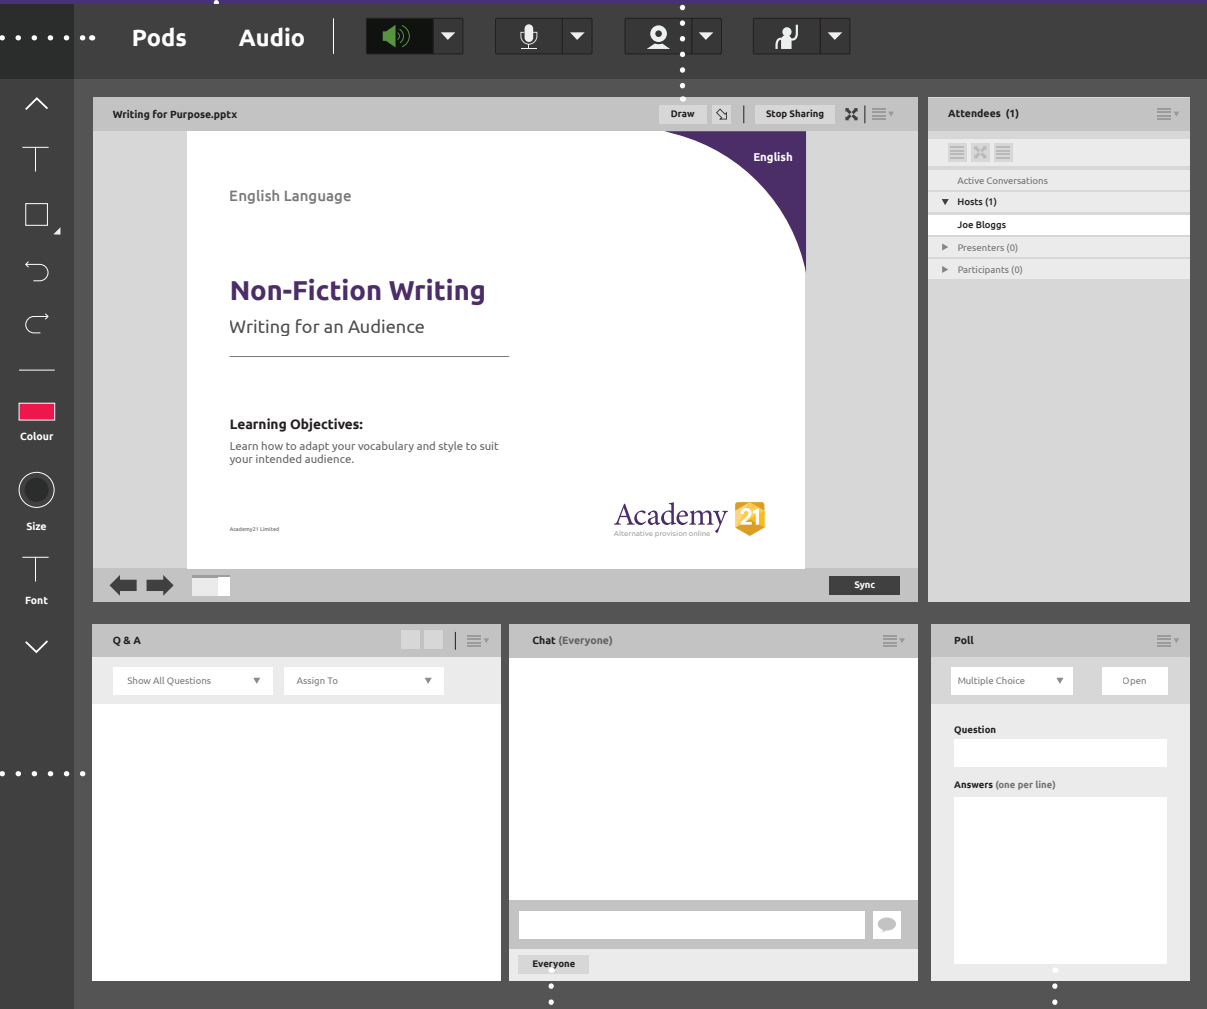 Pods Audio
Writing for Purpose.pptx Draw Stop Sharing
English
English Language
Non-Fiction Writing
Writing for an Audience
Learning Objectives:
Learn how to adapt your vocabulary and style to suit
your intended audience.
Academy21 Limited
Academy 21
Alternative provision online
Sync
Attendees (1)
Active Conversations
Hosts (1)
Joe Bloggs
Presenters (0)
Participants (0)
Colour
Size
Font
Q & A
Show All Questions Assign To
Chat (Everyone)
Everyone
Poll
Multiple Choice Open
Question
Answers (one per line)